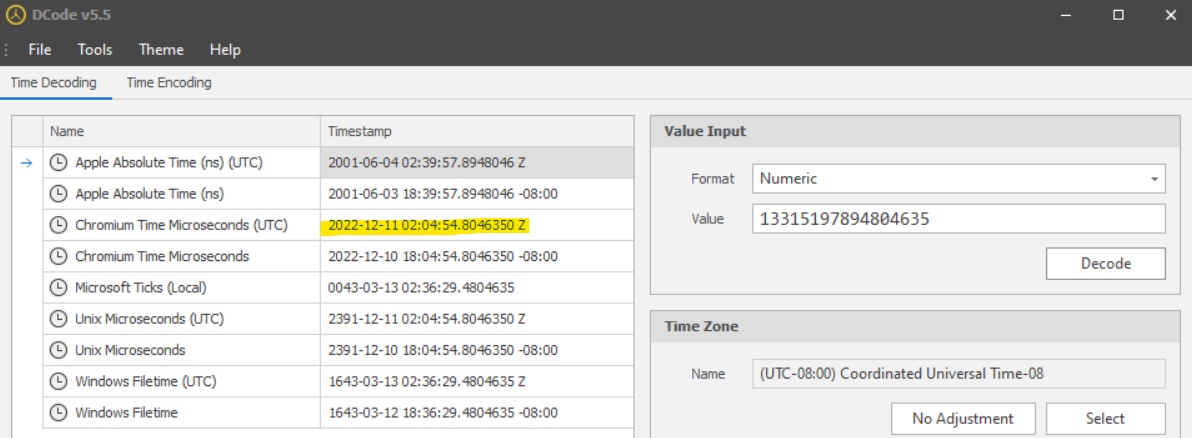 DCode v5.5
File Tools Theme Help
Time Decoding Time Encoding
Name Timestamp
Apple Absolute Time (ns) (UTC) 2001-06-04 02:39:57.8948046 Z
Apple Absolute Time (ns) 2001-06-03 18:39:57.8948046 -08:00
Chromium Time Microseconds (UTC) 2022-12-11 02:04:54.8046350 Z
Chromium Time Microseconds 2022-12-10 18:04:54.8046350 -08:00
Microsoft Ticks (Local) 0043-03-13 02:36:29.4804635
Unix Microseconds (UTC) 2391-12-11 02:04:54.8046350 Z
Unix Microseconds 2391-12-10 18:04:54.8046350 -08:00
Windows Filetime (UTC) 1643-03-13 02:36:29.4804635 Z
Windows Filetime 1643-03-12 18:36:29.4804635 -08:00
Value Input
Format Numeric
Value 13315197894804635
Decode
Time Zone
Name (UTC-08:00) Coordinated Universal Time-08
No Adjustment Select